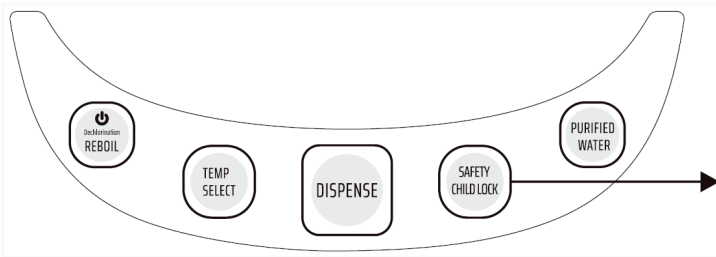 Dechlorination
REBOIL
TEMP
SELECT
DISPENSE
SAFETY
CHILD LOCK
PURIFIED
WATER